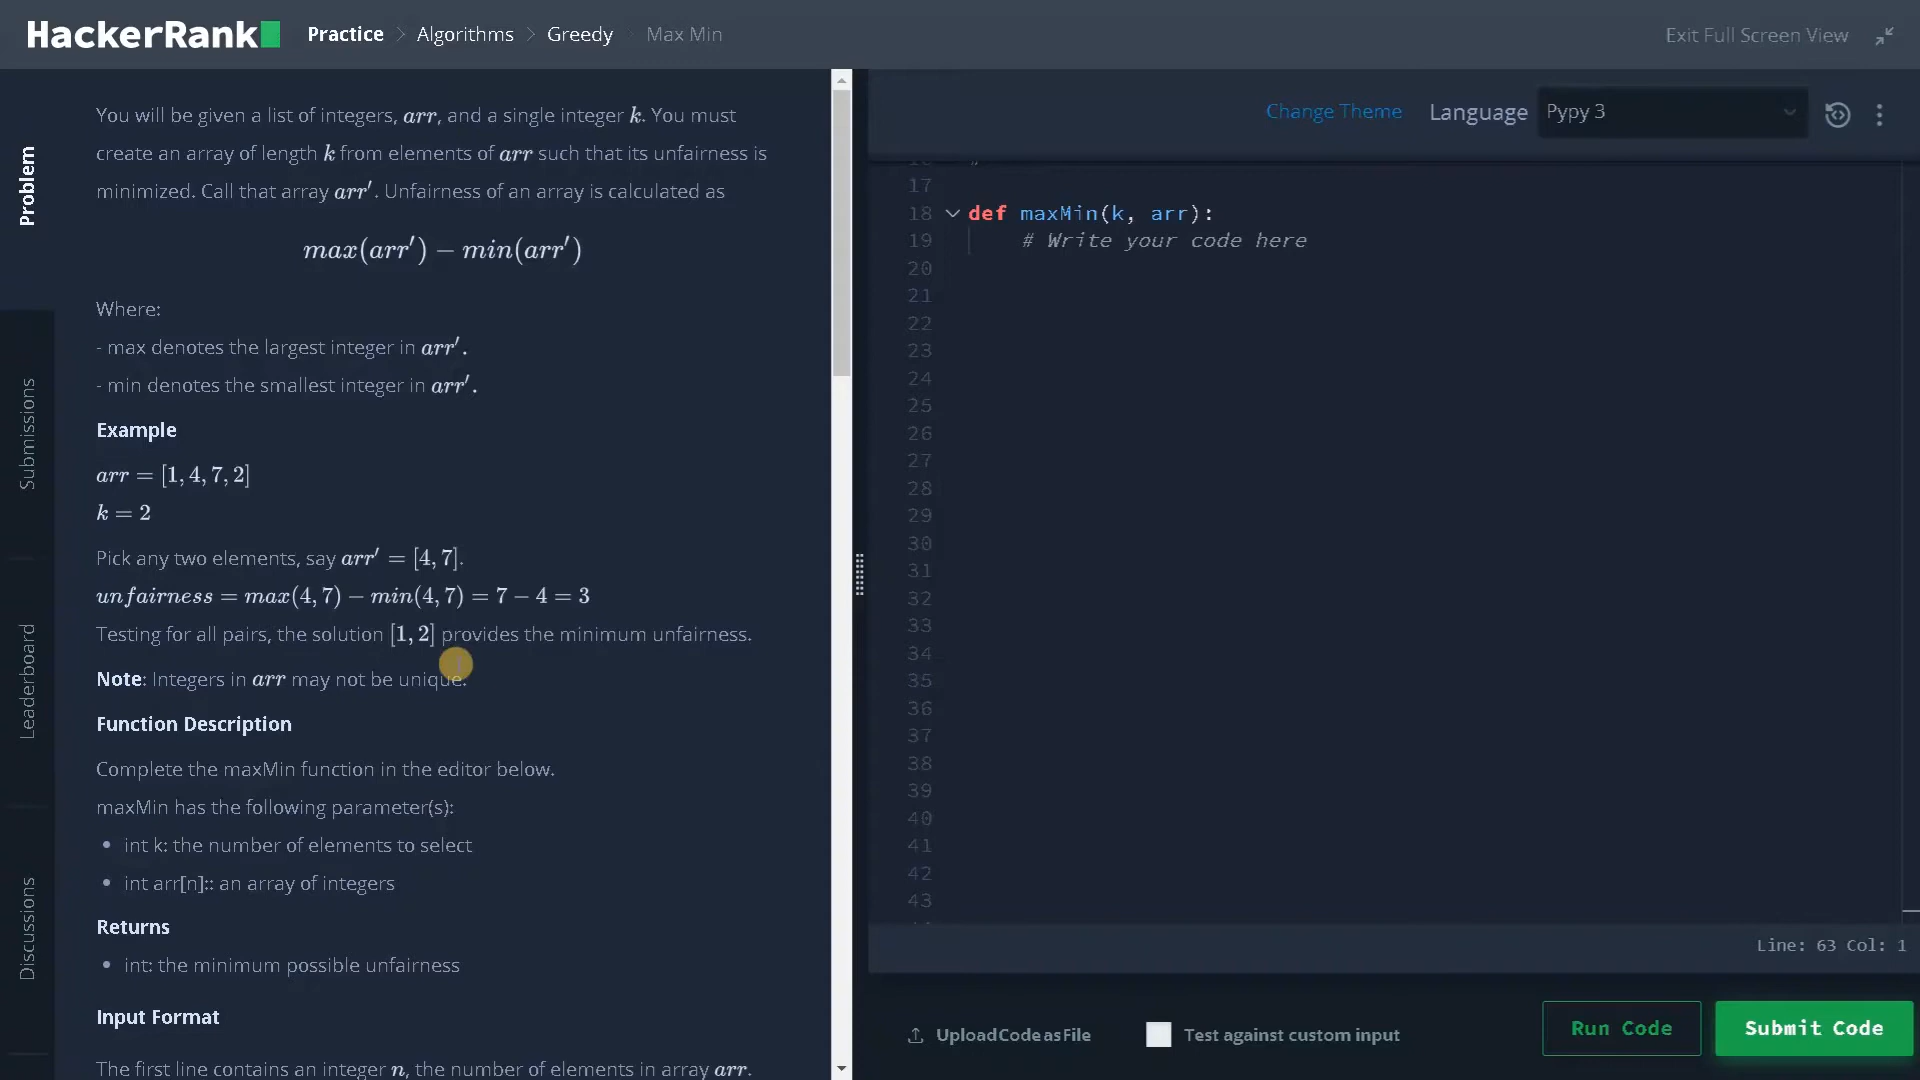 HackerRank Practice > Algorithms > Greedy Max Min Exit Full Screen View
Problem
Submissions
Leaderboard
Discussions
You will be given a list of integers, arr, and a single integer k. You must
create an array of length k from elements of arr such that its unfairness is
minimized. Call that array arr′. Unfairness of an array is calculated as
max(arr′) − min(arr′)
Where:
- max denotes the largest integer in arr′.
- min denotes the smallest integer in arr′.
Example
arr = [1, 4, 7, 2]
k = 2
Pick any two elements, say arr′ = [4, 7].
unfairness = max(4, 7) − min(4, 7) = 7 − 4 = 3
Testing for all pairs, the solution [1, 2] provides the minimum unfairness.
Note: Integers in arr may not be unique.
Function Description
Complete the maxMin function in the editor below.
maxMin has the following parameter(s):
• int k: the number of elements to select
• int arr[n]:: an array of integers
Returns
• int: the minimum possible unfairness
Input Format
The first line contains an integer n, the number of elements in array arr.
Change Theme Language Pypy 3
17
18 def maxMin(k, arr):
19 # Write your code here
20
21
22
23
24
25
26
27
28
29
30
31
32
33
34
35
36
37
38
39
40
41
42
43
Line: 63 Col: 1
Upload Code as File Test against custom input Run Code Submit Code